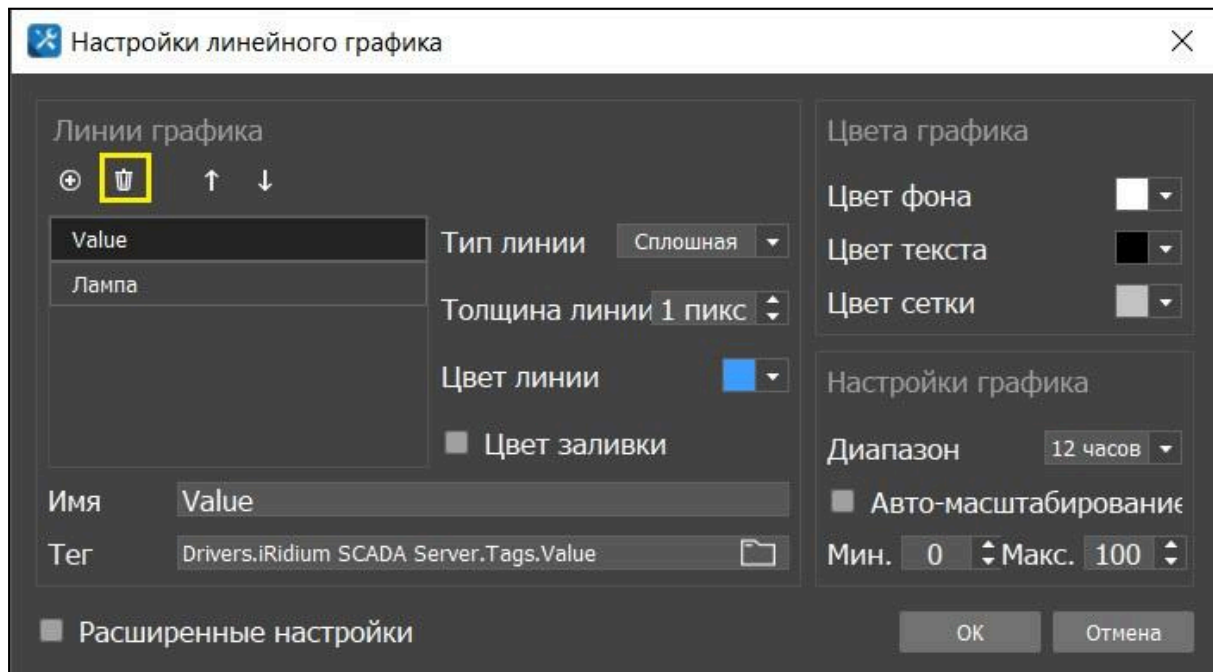 Настройки линейного графика
Линии графика
Value
Лампа
Тип линии Сплошная
Толщина линии 1 пикс
Цвет линии
Цвет заливки
Имя Value
Тег Drivers.iRidium SCADA Server.Tags.Value
Цвета графика
Цвет фона
Цвет текста
Цвет сетки
Настройки графика
Диапазон 12 часов
Авто-масштабирование
Мин. 0 Макс. 100
Расширенные настройки
ОК Отмена